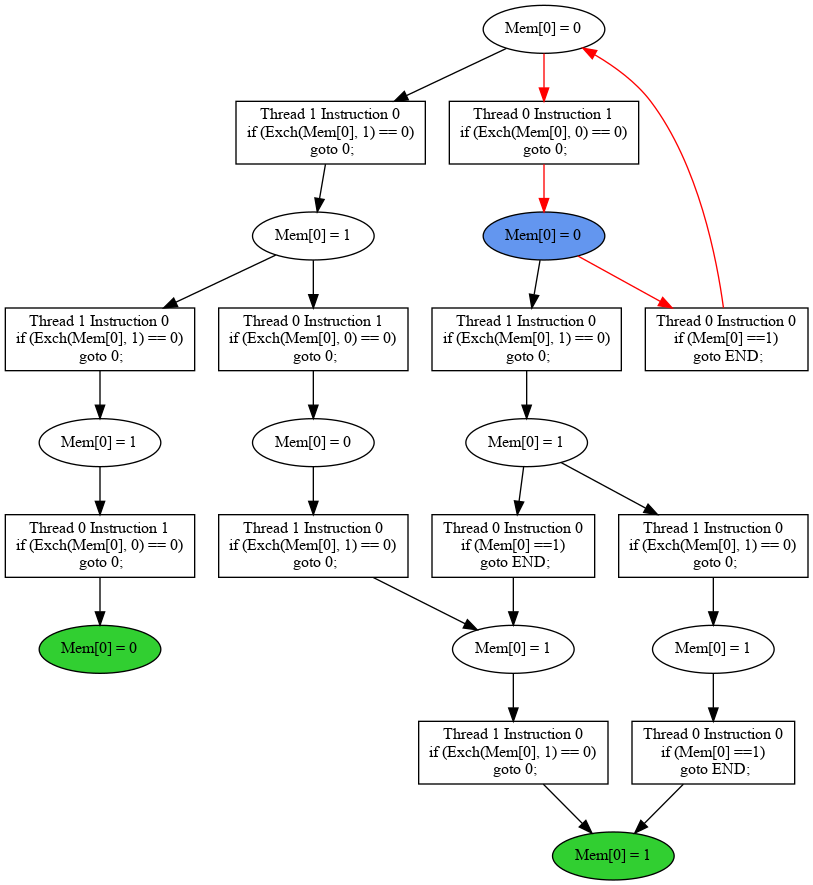 Mem[0] = 0
Thread 1 Instruction 0
if (Exch(Mem[0], 1) == 0)
goto 0;
Thread 0 Instruction 1
if (Exch(Mem[0], 0) == 0)
goto 0;
Mem[0] = 1
Mem[0] = 0
Thread 1 Instruction 0
if (Exch(Mem[0], 1) == 0)
goto 0;
Thread 0 Instruction 1
if (Exch(Mem[0], 0) == 0)
goto 0;
Thread 1 Instruction 0
if (Exch(Mem[0], 1) == 0)
goto 0;
Thread 0 Instruction 0
if (Mem[0] ==1)
goto END;
Mem[0] = 1
Mem[0] = 0
Mem[0] = 1
Thread 0 Instruction 1
if (Exch(Mem[0], 0) == 0)
goto 0;
Thread 1 Instruction 0
if (Exch(Mem[0], 1) == 0)
goto 0;
Thread 0 Instruction 0
if (Mem[0] ==1)
goto END;
Thread 1 Instruction 0
if (Exch(Mem[0], 1) == 0)
goto 0;
Mem[0] = 0
Mem[0] = 1
Mem[0] = 1
Thread 1 Instruction 0
if (Exch(Mem[0], 1) == 0)
goto 0;
Thread 0 Instruction 0
if (Mem[0] ==1)
goto END;
Mem[0] = 1